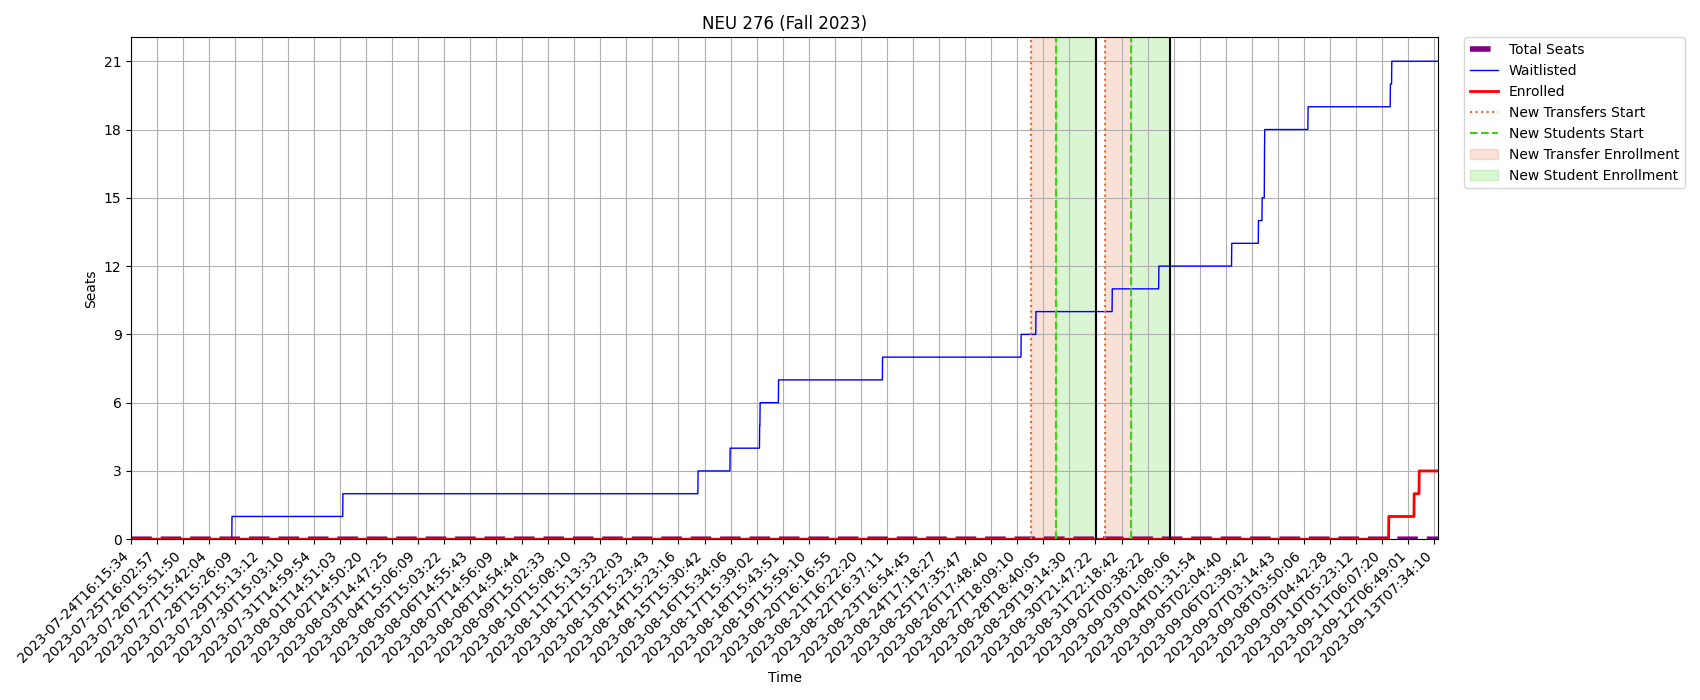 NEU 276 (Fall 2023)
Total Seats
Waitlisted
Enrolled
New Transfers Start
New Students Start
New Transfer Enrollment
New Student Enrollment
Seats
21
18
15
12
9
6
3
0
2023-07-24T16:15:34
2023-07-25T16:02:57
2023-07-26T15:51:50
2023-07-27T15:42:04
2023-07-28T15:26:09
2023-07-29T15:13:12
2023-07-30T15:03:10
2023-07-31T14:59:54
2023-08-01T14:51:03
2023-08-02T14:50:20
2023-08-03T14:47:25
2023-08-04T15:06:09
2023-08-05T15:03:22
2023-08-06T14:55:43
2023-08-07T14:56:09
2023-08-08T14:54:44
2023-08-09T15:02:33
2023-08-10T15:08:10
2023-08-11T15:13:33
2023-08-12T15:22:03
2023-08-13T15:23:43
2023-08-14T15:23:16
2023-08-15T15:30:42
2023-08-16T15:34:06
2023-08-17T15:39:02
2023-08-18T15:43:51
2023-08-19T15:59:10
2023-08-20T16:16:55
2023-08-21T16:22:20
2023-08-22T16:37:11
2023-08-23T16:54:45
2023-08-24T17:18:27
2023-08-25T17:35:47
2023-08-26T17:48:40
2023-08-27T18:09:10
2023-08-28T18:40:05
2023-08-29T19:14:30
2023-08-30T21:47:22
2023-08-31T22:18:42
2023-09-02T00:38:22
2023-09-03T01:08:06
2023-09-04T01:31:54
2023-09-05T02:04:40
2023-09-06T02:39:42
2023-09-07T03:14:43
2023-09-08T03:50:06
2023-09-09T04:42:28
2023-09-10T05:23:12
2023-09-11T06:07:20
2023-09-12T06:49:01
2023-09-13T07:34:10
Time